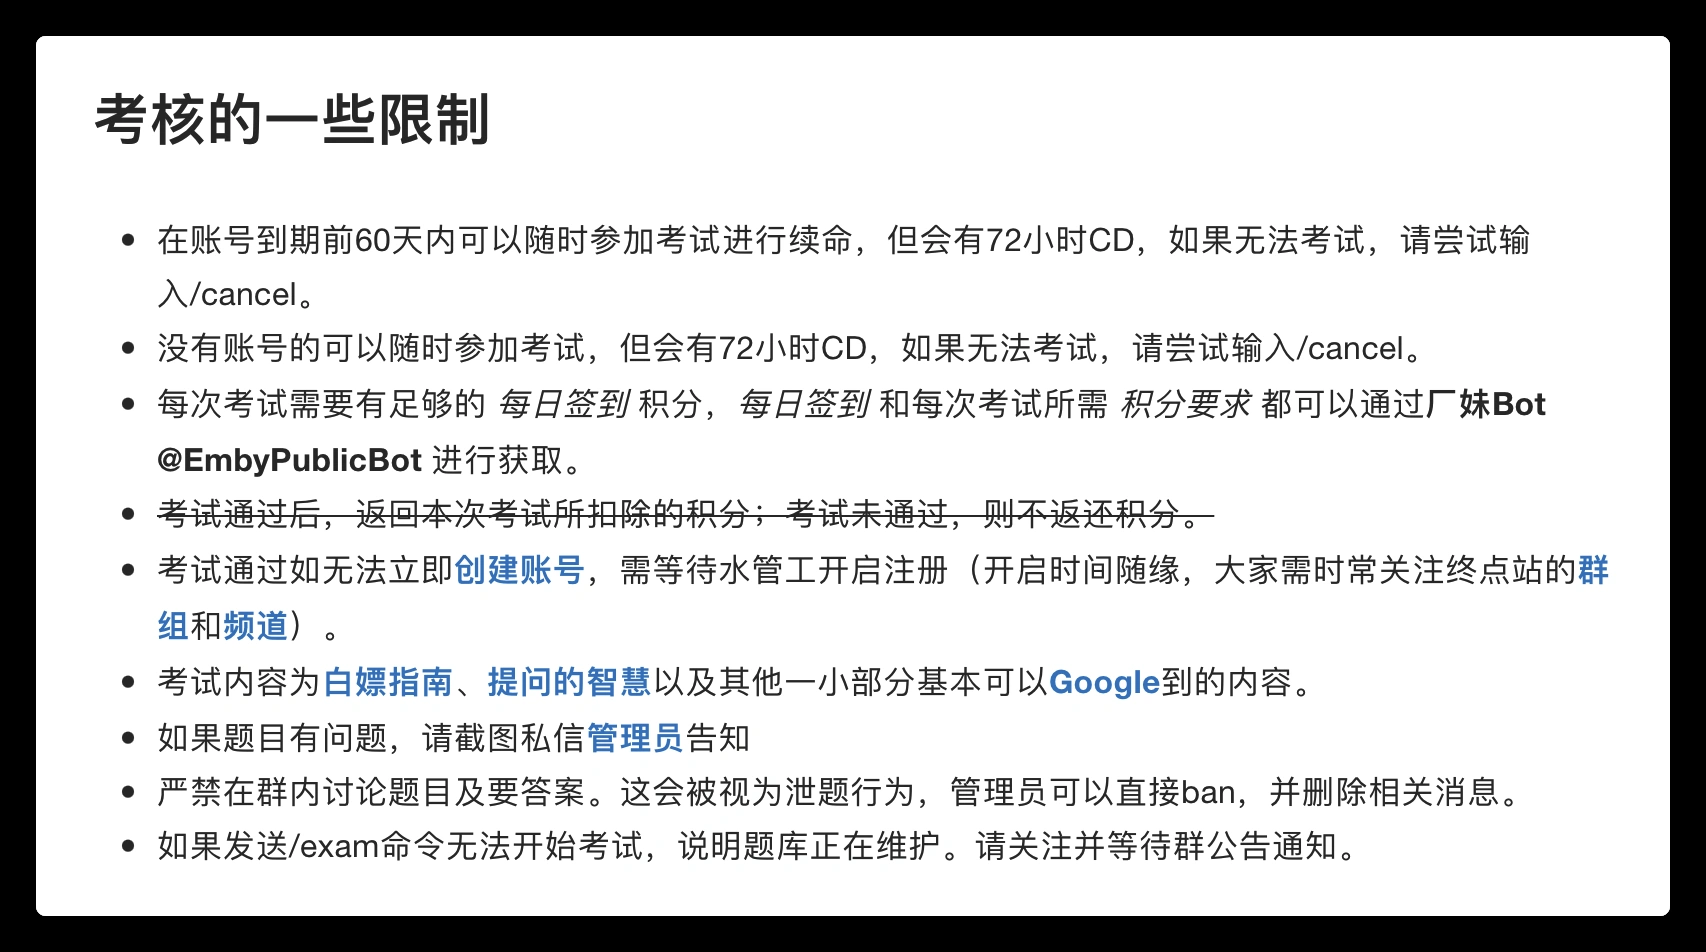 考核的一些限制
在账号到期前60天内可以随时参加考试进行续命，但会有72小时CD，如果无法考试，请尝试输
入/cancel。
没有账号的可以随时参加考试，但会有72小时CD，如果无法考试，请尝试输入/cancel。
每次考试需要有足够的 每日签到 积分，每日签到 和每次考试所需 积分要求 都可以通过厂妹Bot
@EmbyPublicBot 进行获取。
考试通过后，返回本次考试所扣除的积分；考试未通过，则不返还积分。
考试通过如无法立即创建账号，需等待水管工开启注册（开启时间随缘，大家需时常关注终点站的群
组和频道）。
考试内容为白嫖指南、提问的智慧以及其他一小部分基本可以Google到的内容。
如果题目有问题，请截图私信管理员告知
严禁在群内讨论题目及要答案。这会被视为泄题行为，管理员可以直接ban，并删除相关消息。
如果发送/exam命令无法开始考试，说明题库正在维护。请关注并等待群公告通知。